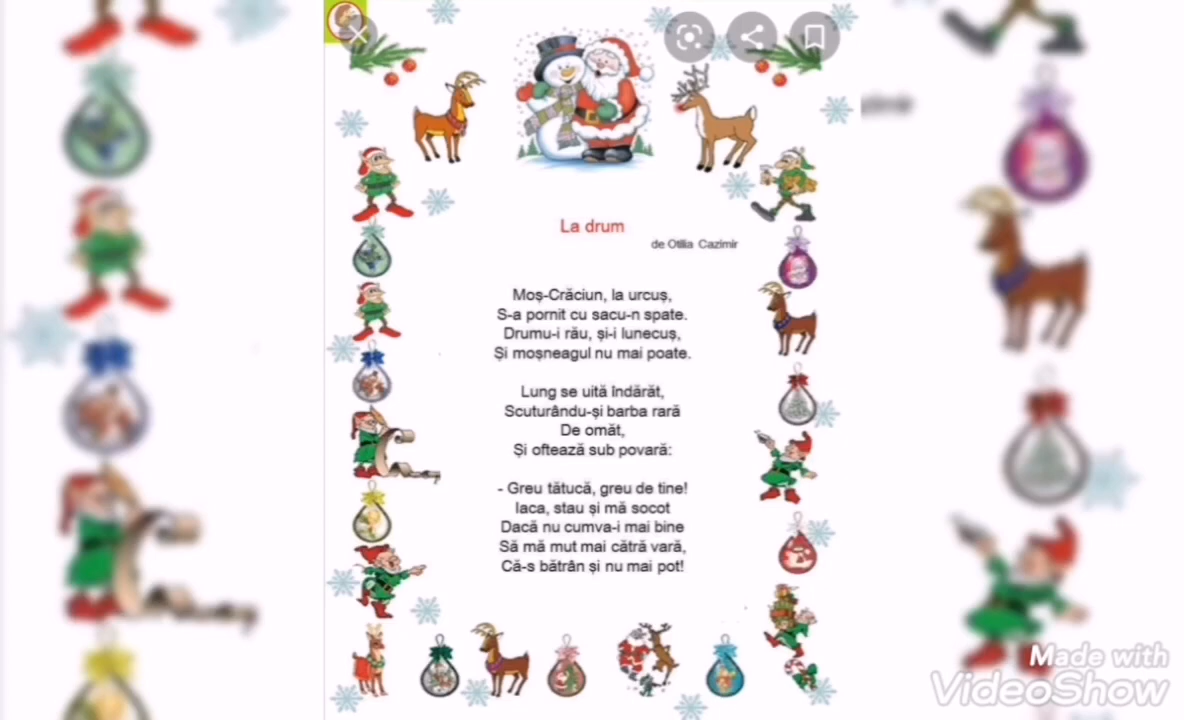 La drum
de Otilia Cazimir
Moș-Crăciun, la urcuș,
S-a pornit cu sacu-n spate.
Drumu-i rău, și-i lunecuș,
Și moșneagul nu mai poate.
Lung se uită îndărăt,
Scuturându-și barba rară
De omăt,
Și oftează sub povară:
- Greu tătucă, greu de tine!
Iaca, stau și mă socot
Dacă nu cumva-i mai bine
Să mă mut mai cătră vară,
Că-s bătrân și nu mai pot!
Made with
VideoShow